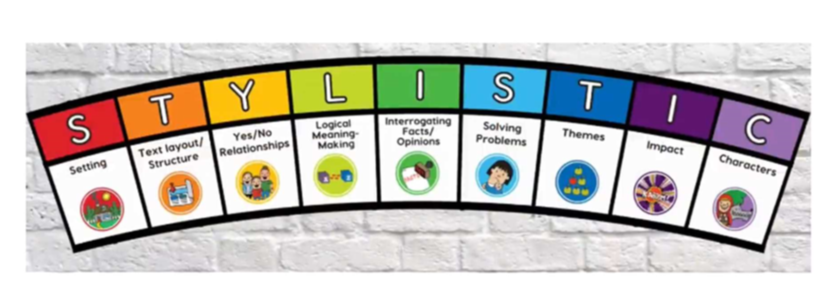 S T Y L I S T I C
Setting
Text layout/
Structure
Yes/No
Relationships
Logical
Meaning-
Making
Interrogating
Facts/
Opinions
Solving
Problems
Themes
Impact
Characters